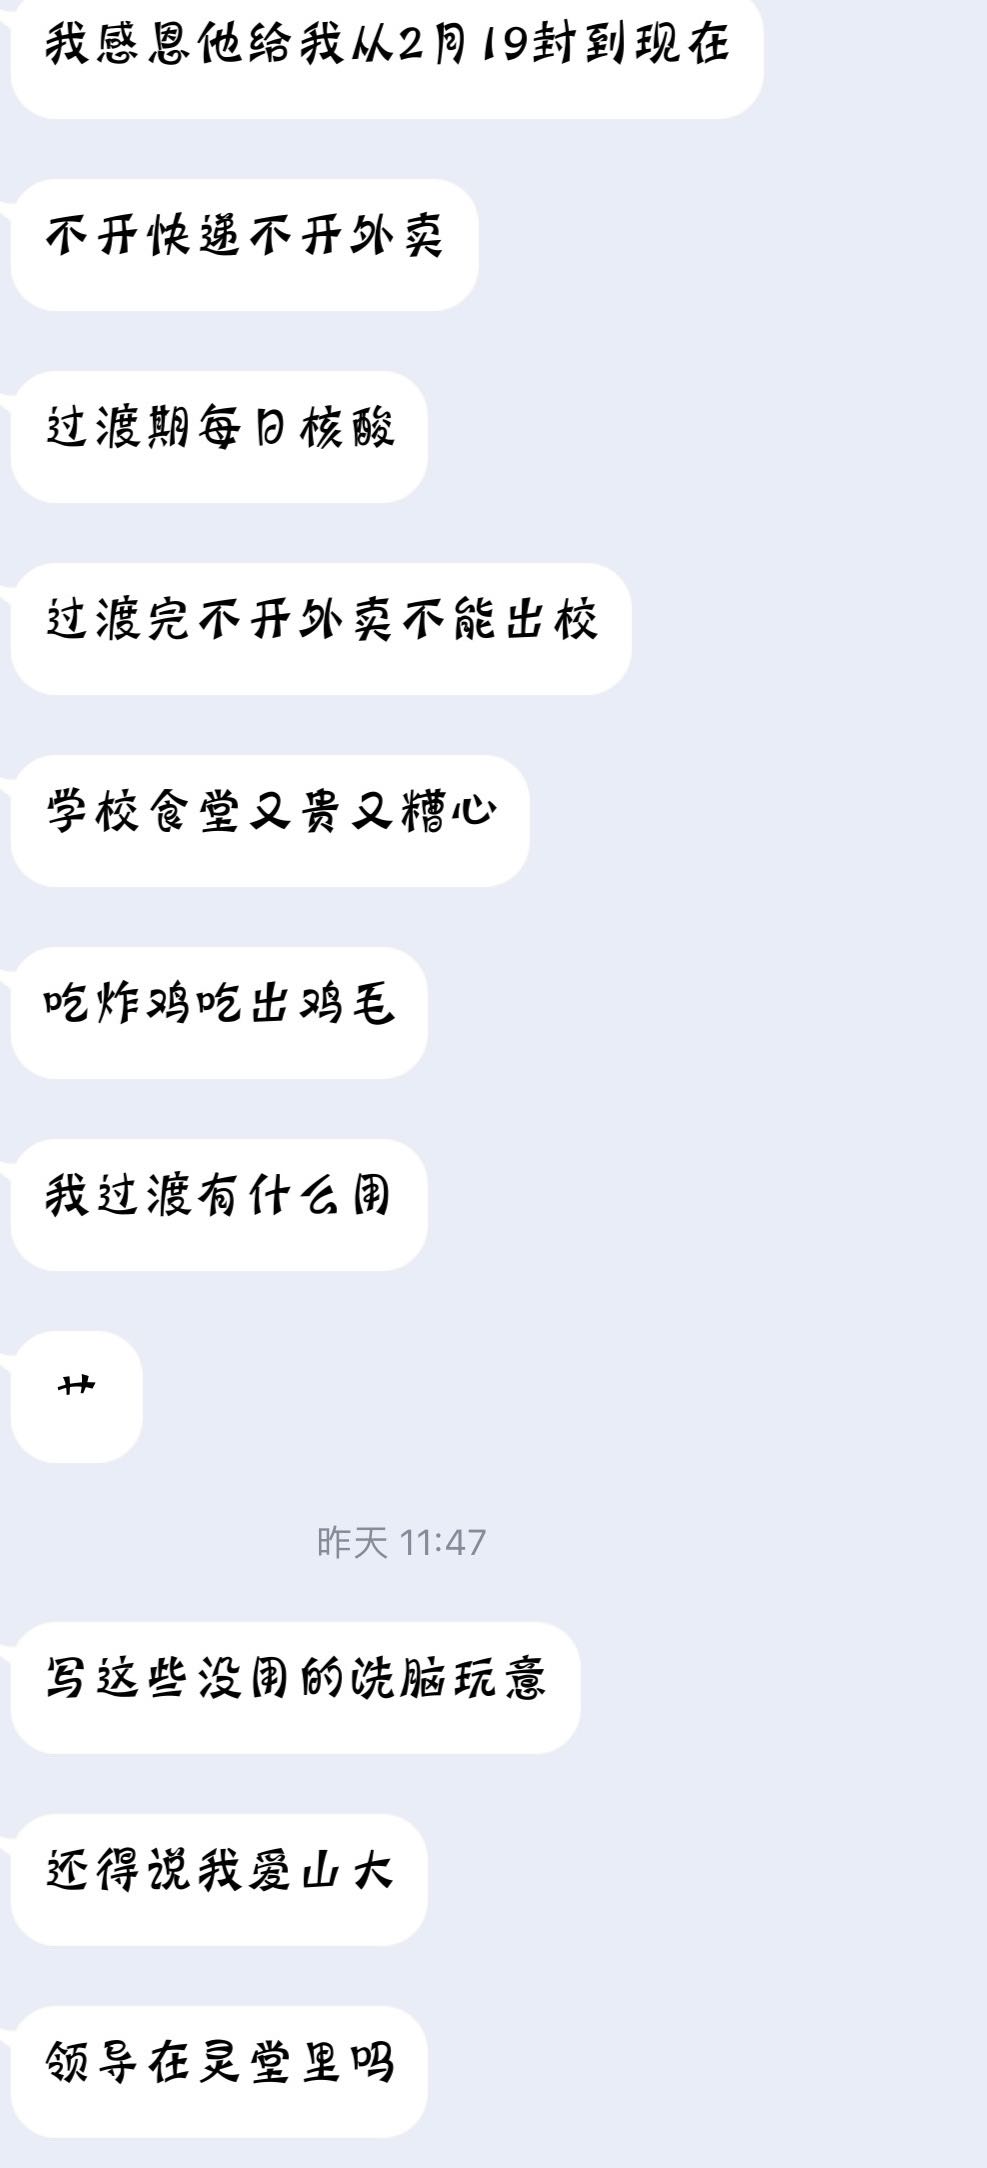 我感恩他给我从2月19封到现在
不开快递不开外卖
过渡期每日核酸
过渡完不开外卖不能出校
学校食堂又贵又糟心
吃炸鸡吃出鸡毛
我过渡有什么用
艹
昨天 11:47
写这些没用的洗脑玩意
还得说我爱山大
领导在灵堂里吗